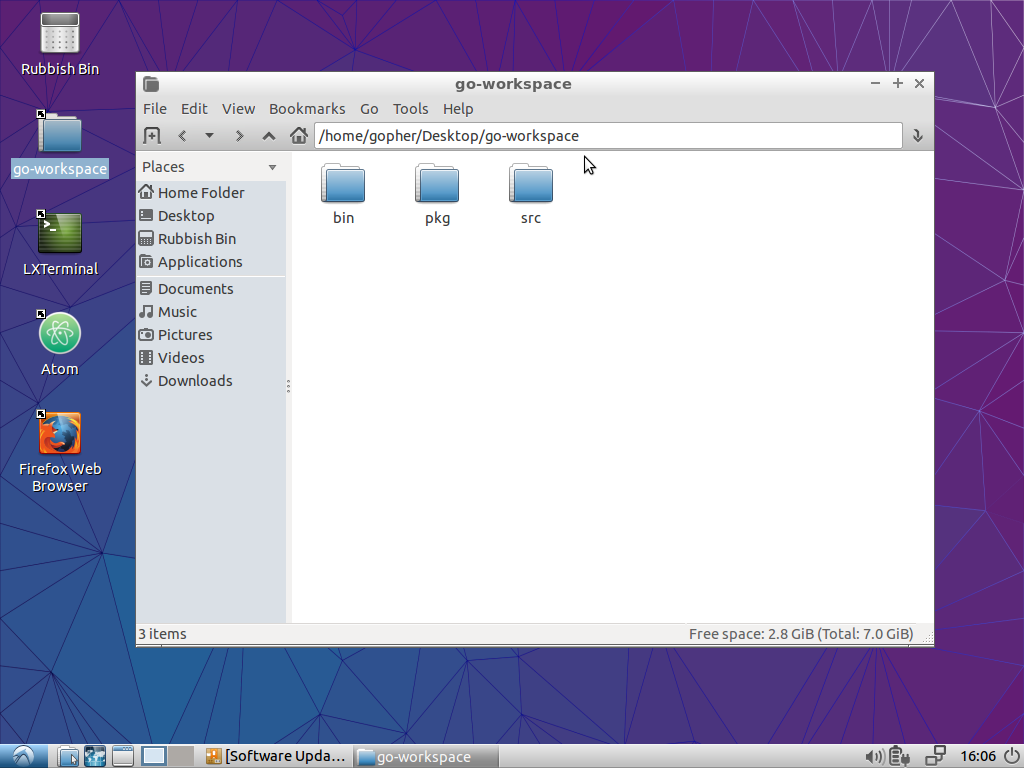 Rubbish Bin
go-workspace
LXTerminal
Atom
Firefox Web
Browser
go-workspace
File Edit View Bookmarks Go Tools Help
/home/gopher/Desktop/go-workspace
Places
Home Folder
Desktop
Rubbish Bin
Applications
Documents
Music
Pictures
Videos
Downloads
bin pkg src
3 items
Free space: 2.8 GiB (Total: 7.0 GiB)
[Software Upda...
go-workspace
16:06